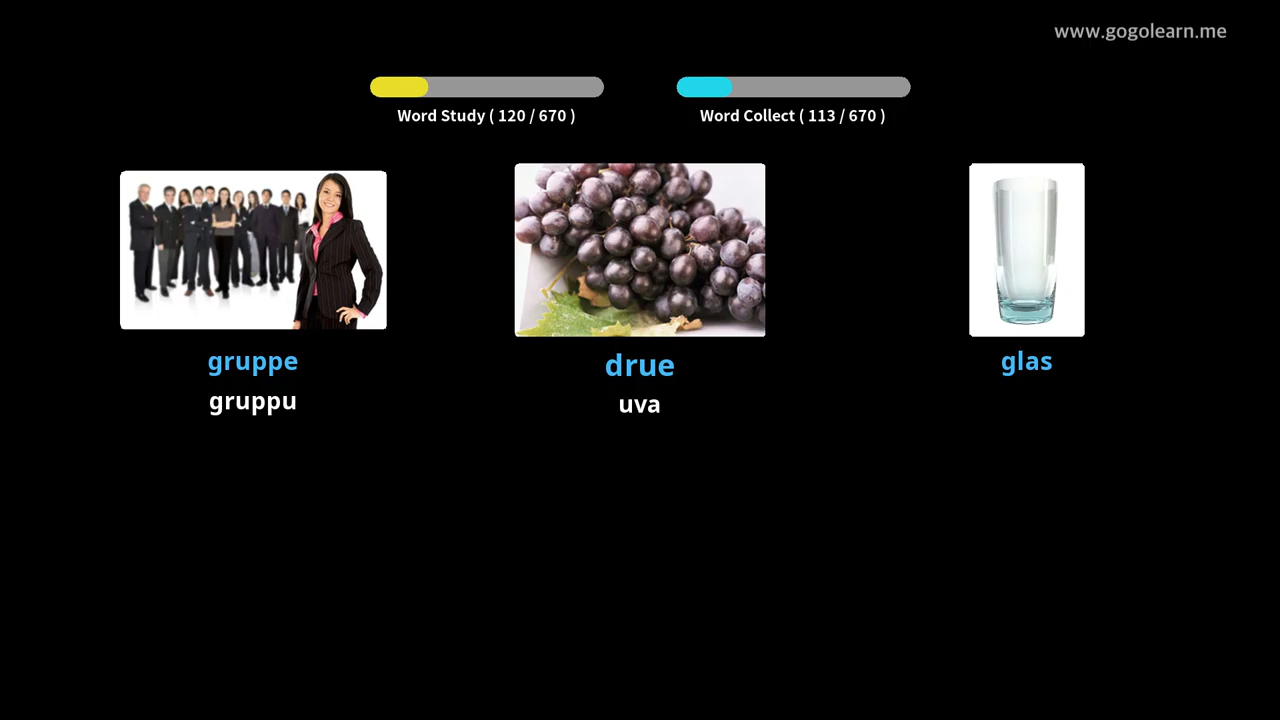 www.gogolearn.me
Word Study ( 120 / 670 )
Word Collect ( 113 / 670 )
gruppe
gruppu
drue
uva
glas